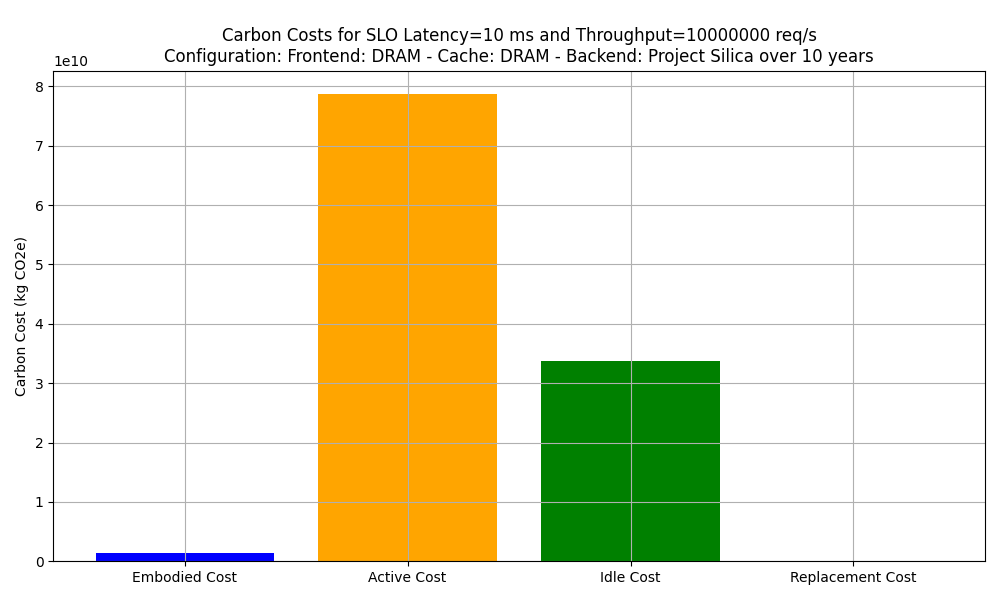 Carbon Costs for SLO Latency=10 ms and Throughput=10000000 req/s
Configuration: Frontend: DRAM - Cache: DRAM - Backend: Project Silica over 10 years
1e10
8
7
6
5
4
3
2
1
0
Carbon Cost (kg CO2e)
Embodied Cost
Active Cost
Idle Cost
Replacement Cost